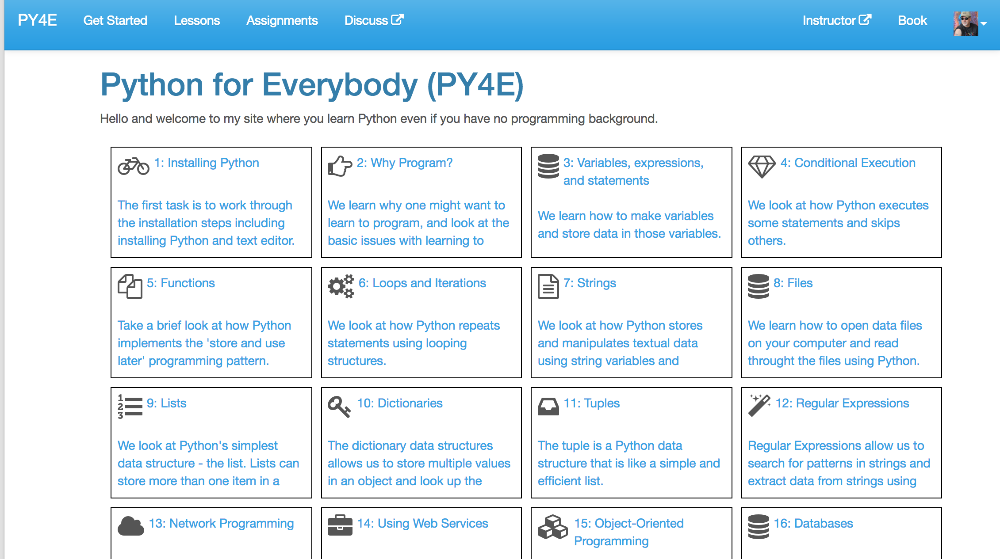 PY4E Get Started Lessons Assignments Discuss Instructor Book
Python for Everybody (PY4E)
Hello and welcome to my site where you learn Python even if you have no programming background.
1: Installing Python
The first task is to work through
the installation steps including
installing Python and text editor.
2: Why Program?
We learn why one might want to
learn to program, and look at the
basic issues with learning to
3: Variables, expressions,
and statements
We learn how to make variables
and store data in those variables.
4: Conditional Execution
We look at how Python executes
some statements and skips
others.
5: Functions
Take a brief look at how Python
implements the 'store and use
later' programming pattern.
6: Loops and Iterations
We look at how Python repeats
statements using looping
structures.
7: Strings
We look at how Python stores
and manipulates textual data
using string variables and
8: Files
We learn how to open data files
on your computer and read
throught the files using Python.
1
2
3
9: Lists
We look at Python's simplest
data structure - the list. Lists can
store more than one item in a
10: Dictionaries
The dictionary data structures
allows us to store multiple values
in an object and look up the
11: Tuples
The tuple is a Python data
structure that is like a simple and
efficient list.
12: Regular Expressions
Regular Expressions allow us to
search for patterns in strings and
extract data from strings using
13: Network Programming
14: Using Web Services
15: Object-Oriented
Programming
16: Databases